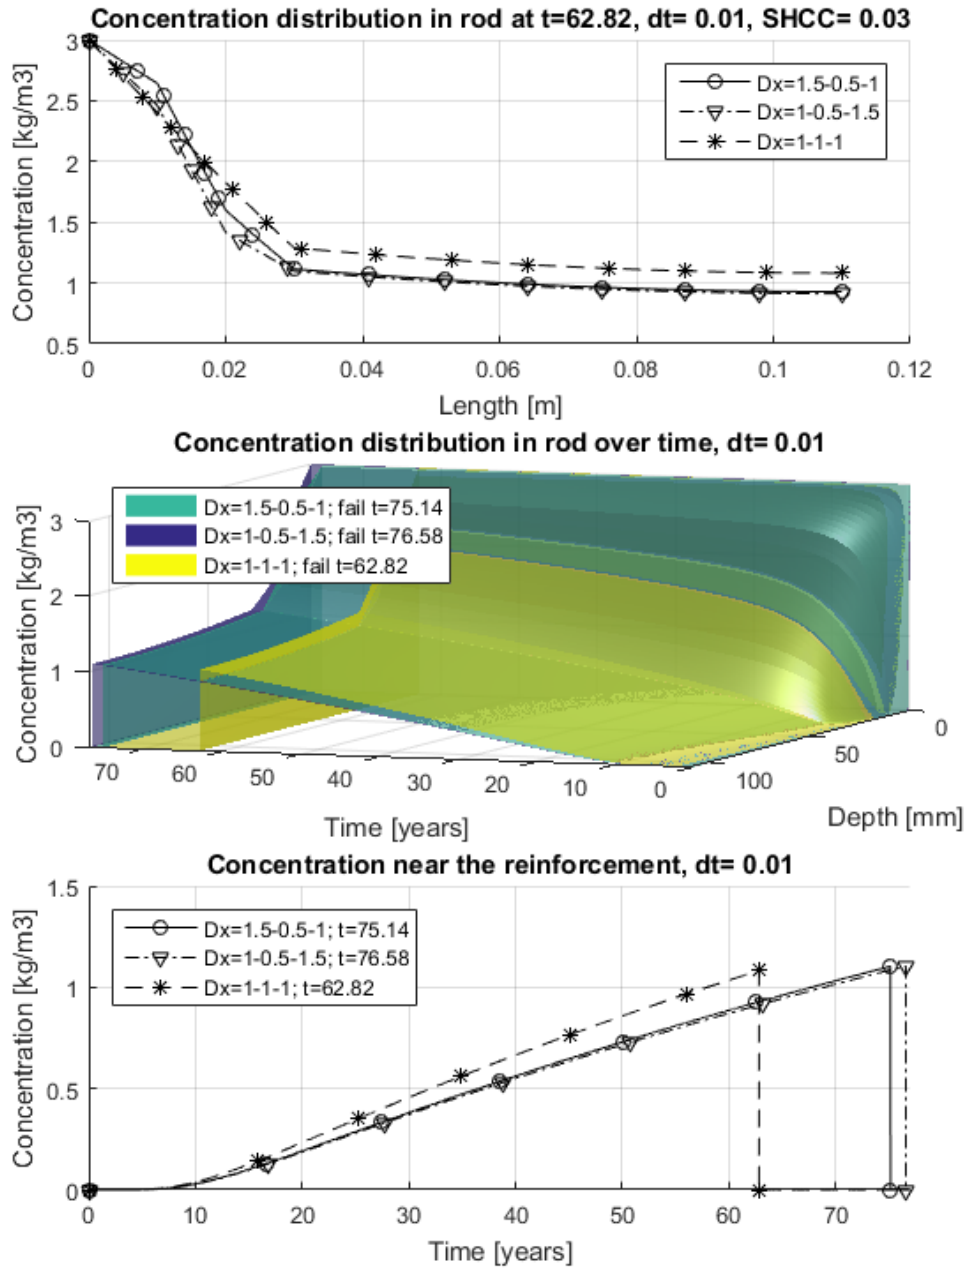 Concentration distribution in rod at t=62.82, dt= 0.01, SHCC= 0.03
Concentration [kg/m3]
3
2.5
2
1.5
1
0.5
Dx=1.5-0.5-1
Dx=1-0.5-1.5
Dx=1-1-1
0 0.02 0.04 0.06 0.08 0.1 0.12
Length [m]
Concentration distribution in rod over time, dt= 0.01
Concentration [kg/m3]
3
2
1
0
Dx=1.5-0.5-1; fail t=75.14
Dx=1-0.5-1.5; fail t=76.58
Dx=1-1-1; fail t=62.82
70 60 50 40 30 20 10 0
100 50 0
Time [years]
Depth [mm]
Concentration near the reinforcement, dt= 0.01
Concentration [kg/m3]
1.5
1
0.5
0
Dx=1.5-0.5-1; t=75.14
Dx=1-0.5-1.5; t=76.58
Dx=1-1-1; t=62.82
0 10 20 30 40 50 60 70
Time [years]